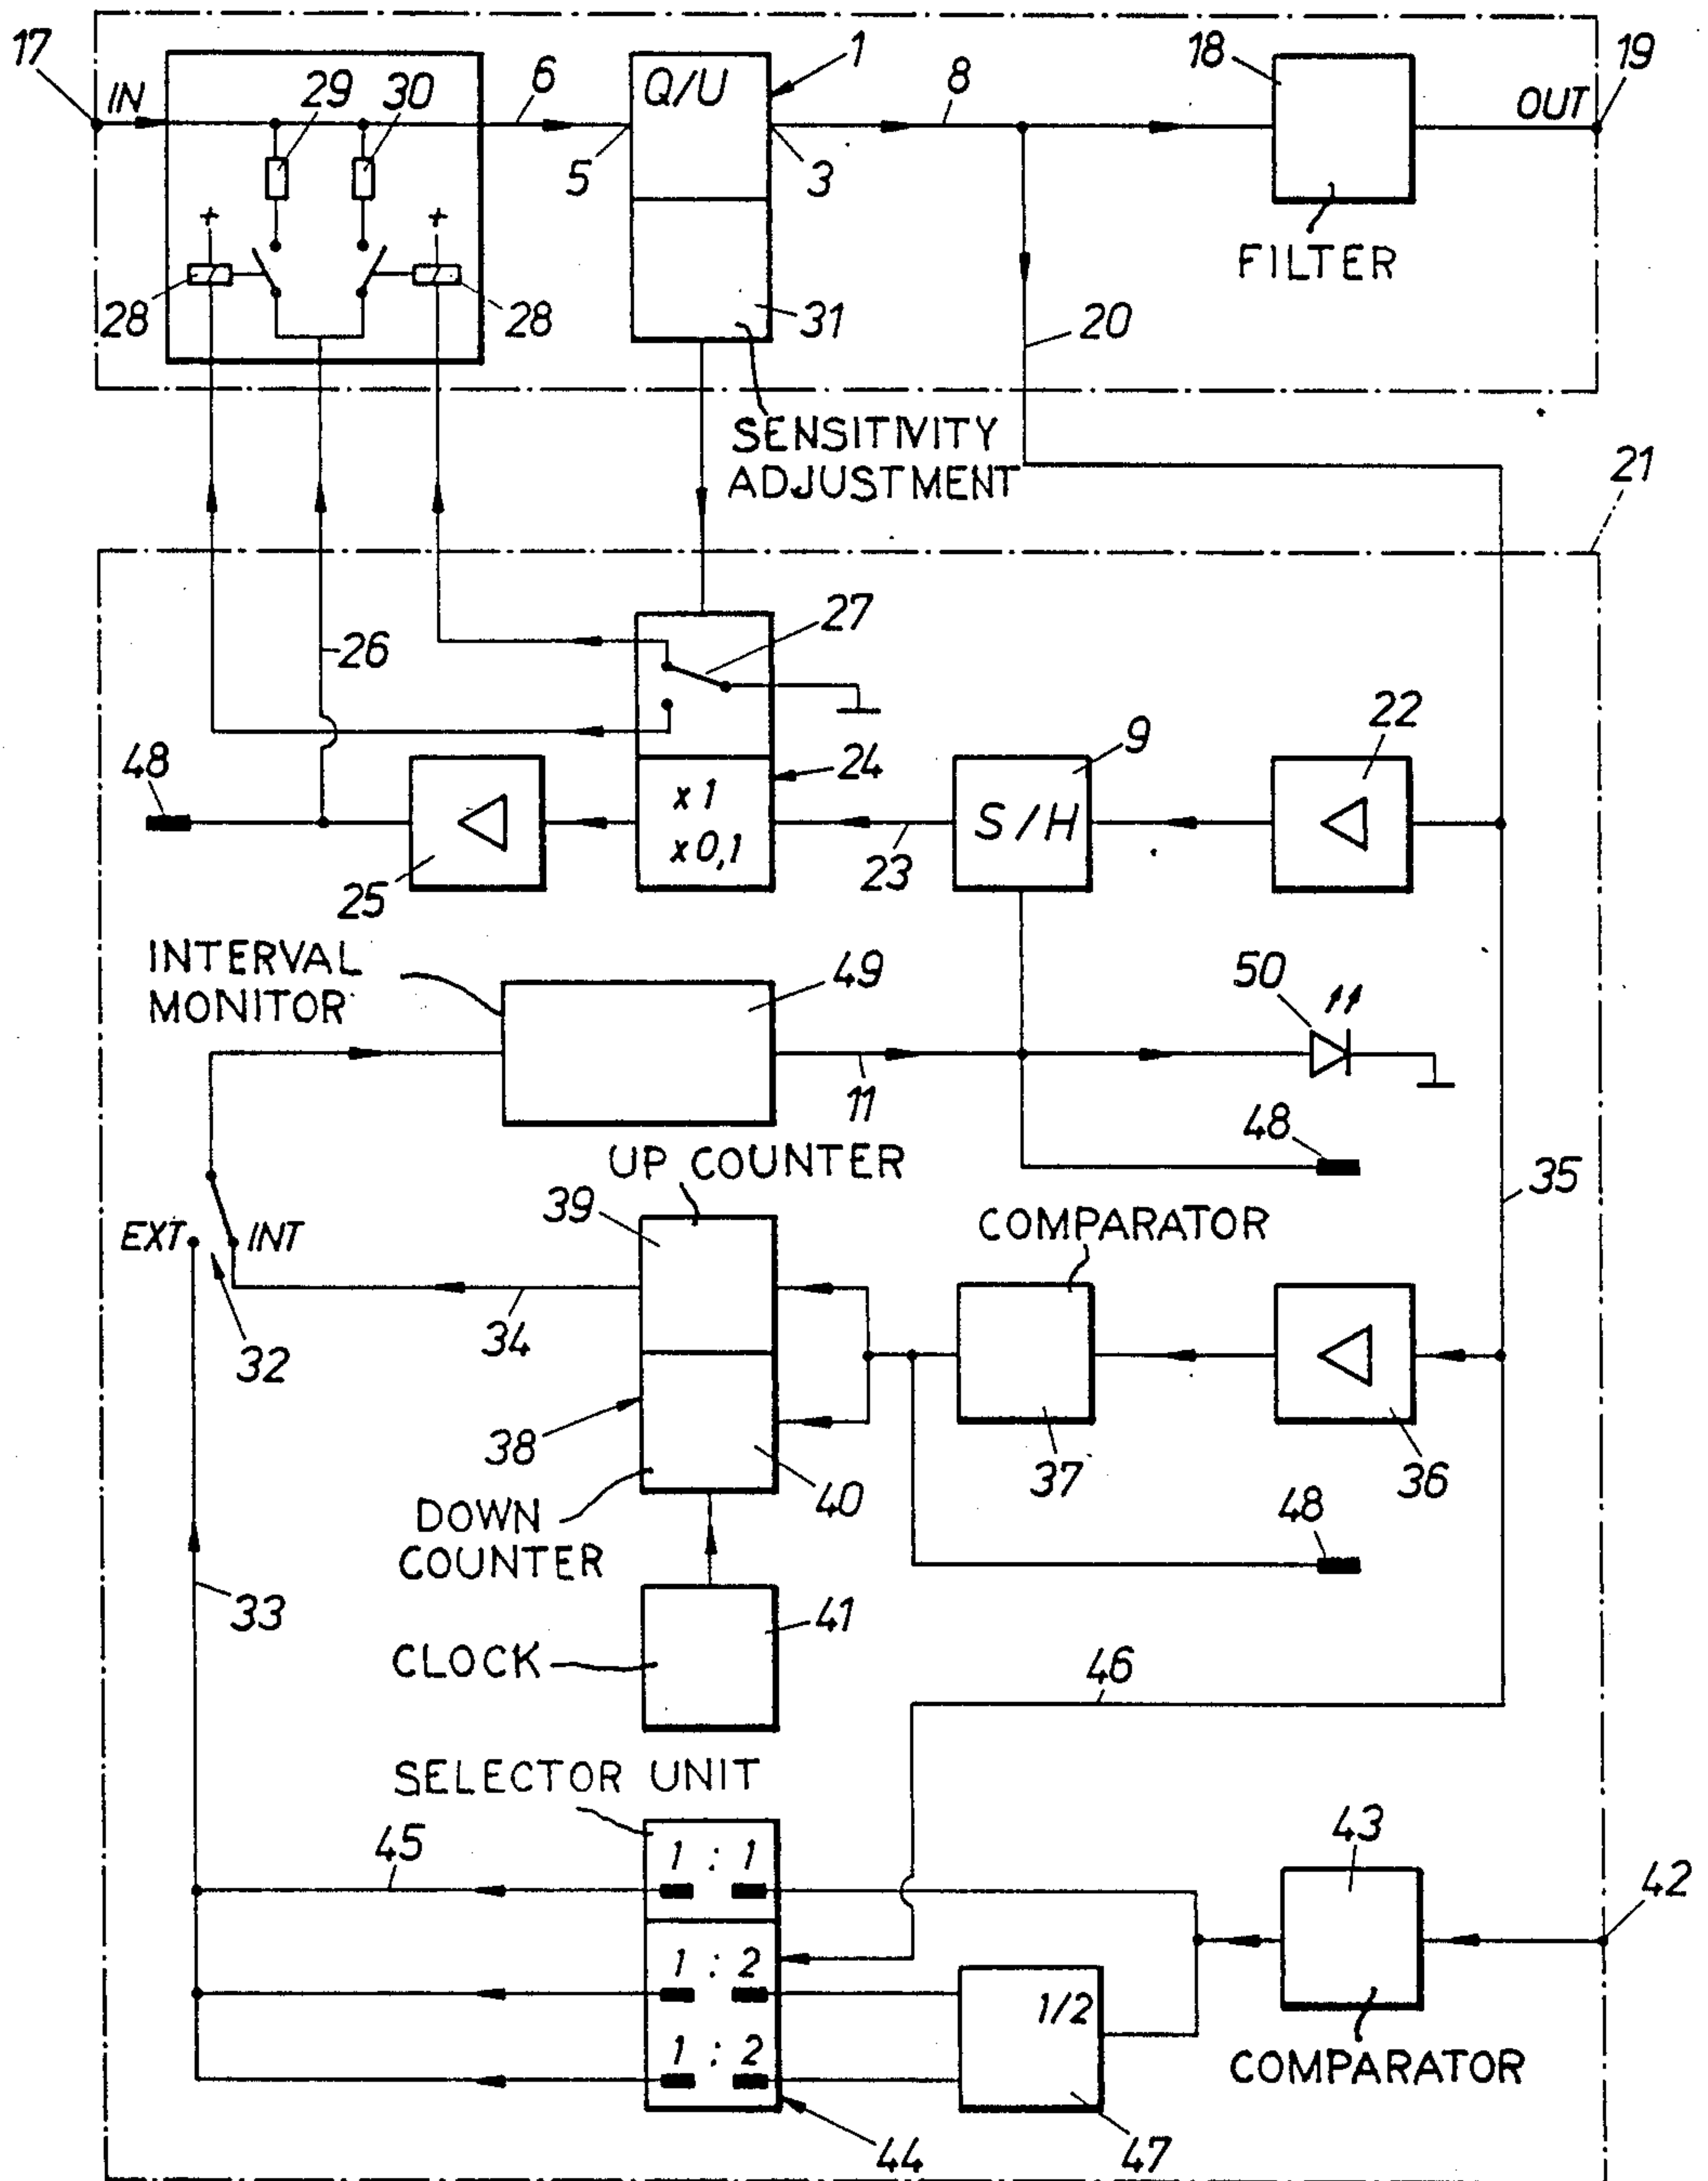 17
IN
29
30
6
Q/U
1
8
18
19
OUT
5
3
+
+
28
28
31
20
FILTER
SENSITIVITY
ADJUSTMENT
21
27
26
48
24
9
22
x 1
x 0,1
S/H
23
25
INTERVAL
MONITOR
49
50
11
48
UP COUNTER
35
39
COMPARATOR
EXT
INT
34
32
38
37
36
40
48
DOWN
COUNTER
33
41
CLOCK
46
SELECTOR UNIT
45
1 : 1
43
42
1 : 2
1/2
1 : 2
COMPARATOR
44
47